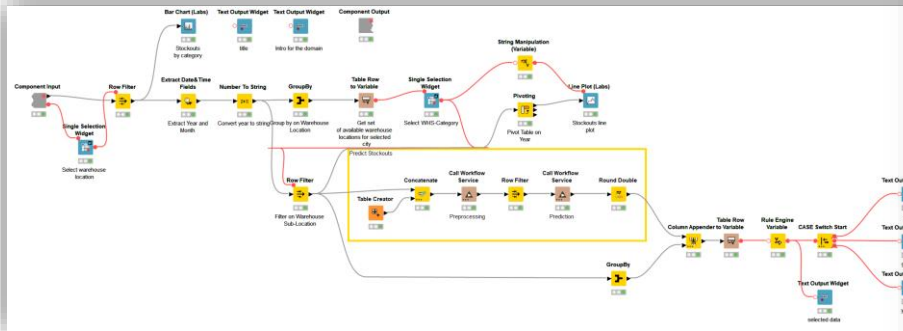 Bar Chart (Labs)
Stockouts
by category
Text Output Widget
title
Text Output Widget
Intro for the domain
Component Output
String Manipulation
(Variable)
Component Input
Row Filter
Single Selection
Widget
Select warehouse
location
Extract Date&Time
Fields
Extract Year and
Month
Number To String
Convert year to string
GroupBy
Group by on Warehouse
Location
Table Row
to Variable
Get set
of available warehouse
locations for selected
city
Single Selection
Widget
Select WHS-Category
Pivoting
Pivot Table on
Year
Line Plot (Labs)
Stockouts line
plot
Predict Stockouts
Row Filter
Filter on Warehouse
Sub-Location
Table Creator
Concatenate
Call Workflow
Service
Preprocessing
Row Filter
Call Workflow
Service
Prediction
Round Double
GroupBy
Column Appender
Table Row
to Variable
Rule Engine
Variable
CASE Switch Start
Text Output Widget
selected data
Text Ou
Text Ou
Text Ou